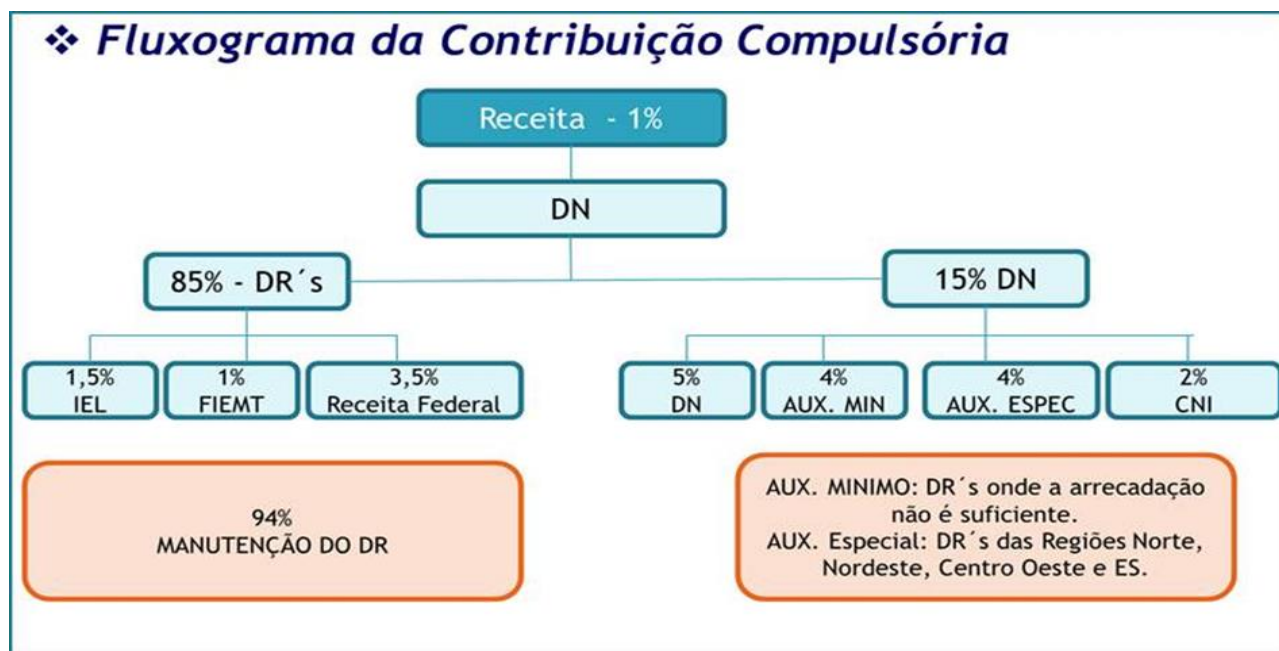 ❖ Fluxograma da Contribuição Compulsória
Receita - 1%
DN
85% - DR´s
15% DN
1,5%
IEL
1%
FIEMT
3,5%
Receita Federal
5%
DN
4%
AUX. MIN
4%
AUX. ESPEC
2%
CNI
94%
MANUTENÇÃO DO DR
AUX. MINIMO: DR´s onde a arrecadação
não é suficiente.
AUX. Especial: DR´s das Regiões Norte,
Nordeste, Centro Oeste e ES.